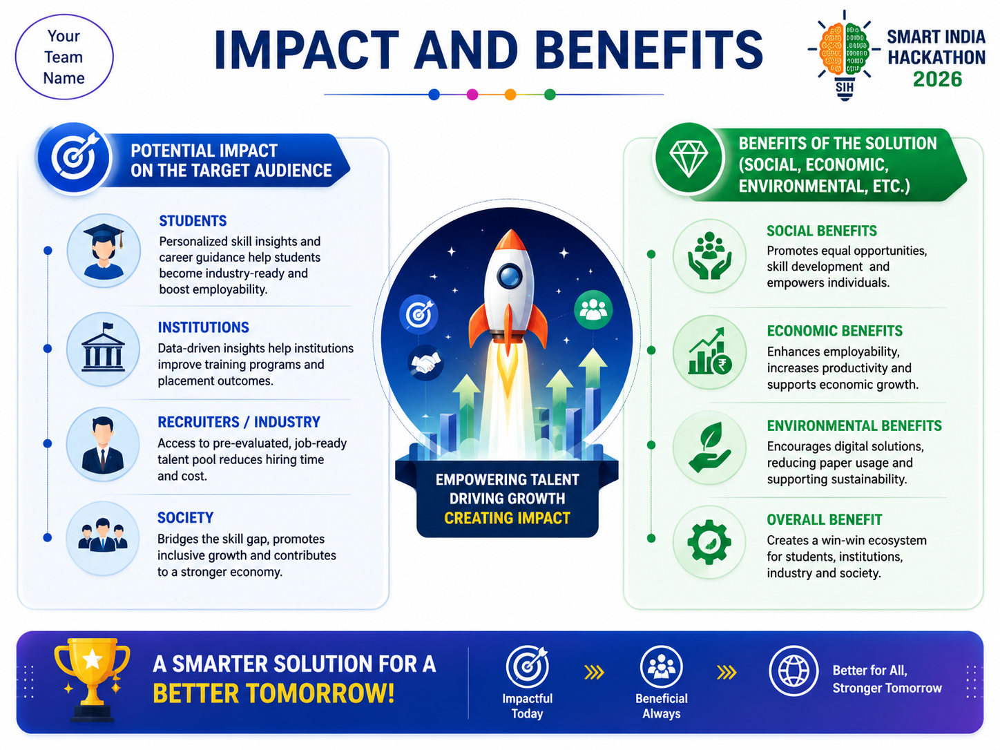 Your
Team
Name
IMPACT AND BENEFITS
SIH
SMART INDIA
HACKATHON
2026
POTENTIAL IMPACT
ON THE TARGET AUDIENCE
STUDENTS
Personalized skill insights and
career guidance help students
become industry-ready and
boost employability.
INSTITUTIONS
Data-driven insights help institutions
improve training programs and
placement outcomes.
RECRUITERS / INDUSTRY
Access to pre-evaluated, job-ready
talent pool reduces hiring time
and cost.
SOCIETY
Bridges the skill gap, promotes
inclusive growth and contributes
to a stronger economy.
EMPOWERING TALENT
DRIVING GROWTH
CREATING IMPACT
BENEFITS OF THE SOLUTION
(SOCIAL, ECONOMIC,
ENVIRONMENTAL, ETC.)
SOCIAL BENEFITS
Promotes equal opportunities,
skill development  and
empowers individuals.
ECONOMIC BENEFITS
₹
Enhances employability,
increases productivity and
supports economic growth.
ENVIRONMENTAL BENEFITS
Encourages digital solutions,
reducing paper usage and
supporting sustainability.
OVERALL BENEFIT
Creates a win-win ecosystem
for students, institutions,
industry and society.
A SMARTER SOLUTION FOR A
BETTER TOMORROW!
Impactful
Today
Beneficial
Always
Better for All,
Stronger Tomorrow